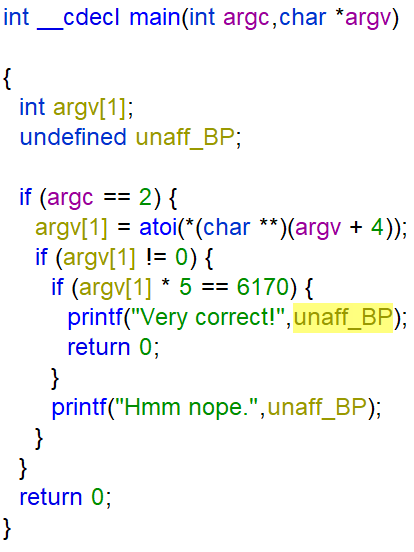 int __cdecl main(int argc,char *argv)
{
int argv[1];
undefined unaff_BP;
if (argc == 2) {
argv[1] = atoi(*(char **)(argv + 4));
if (argv[1] != 0) {
if (argv[1] * 5 == 6170) {
printf("Very correct!",unaff_BP);
return 0;
}
printf("Hmm nope.",unaff_BP);
}
}
return 0;
}